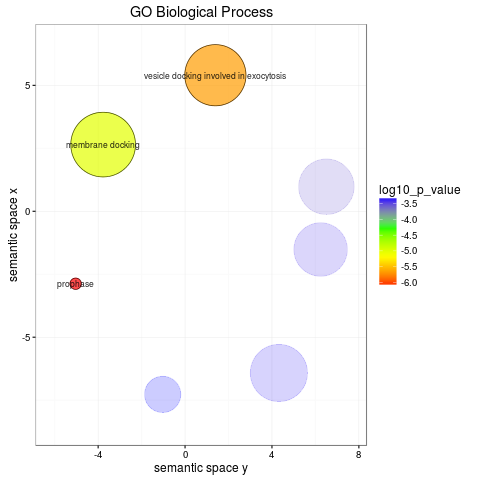 GO Biological Process
vesicle docking involved in exocytosis
5
membrane docking
log10_p_value
-3.5
-4.0
-4.5
-5.0
-5.5
-6.0
0
semantic space x
prophase
-5
-4
0
4
8
semantic space y